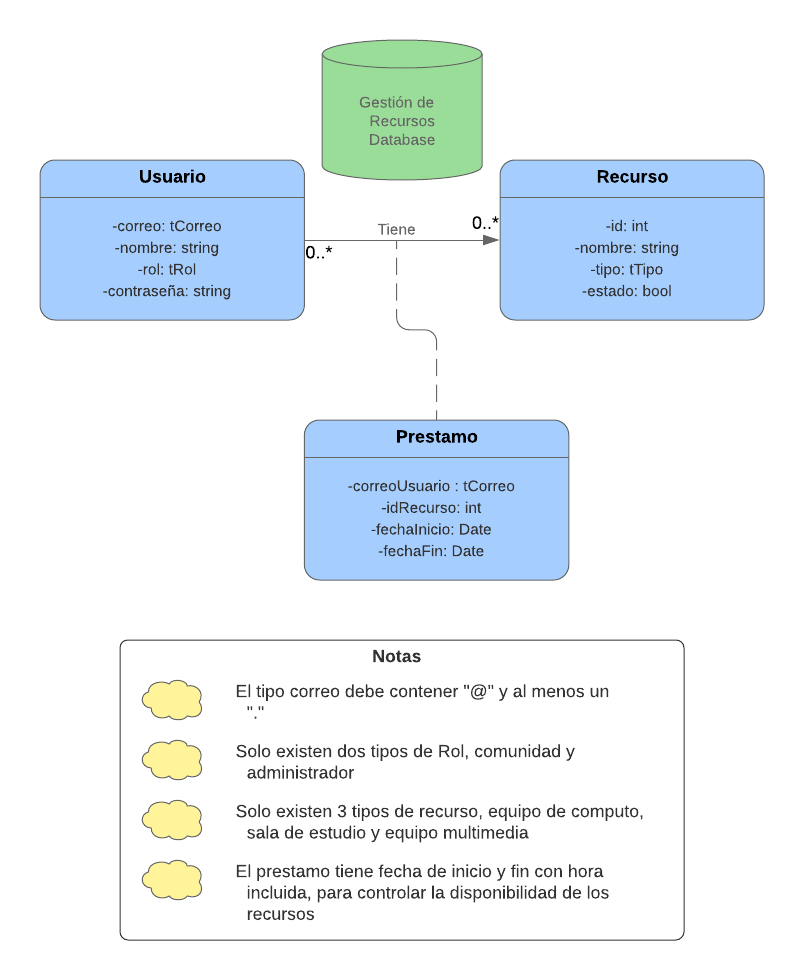 Gestión de
Recursos
Database
Usuario
-correo: tCorreo
-nombre: string
-rol: tRol
-contraseña: string
Tiene
0..*
0..*
Recurso
-id: int
-nombre: string
-tipo: tTipo
-estado: bool
Prestamo
-correoUsuario : tCorreo
-idRecurso: int
-fechaInicio: Date
-fechaFin: Date
Notas
El tipo correo debe contener "@" y al menos un
"."
Solo existen dos tipos de Rol, comunidad y
administrador
Solo existen 3 tipos de recurso, equipo de computo,
sala de estudio y equipo multimedia
El prestamo tiene fecha de inicio y fin con hora
incluida, para controlar la disponibilidad de los
recursos